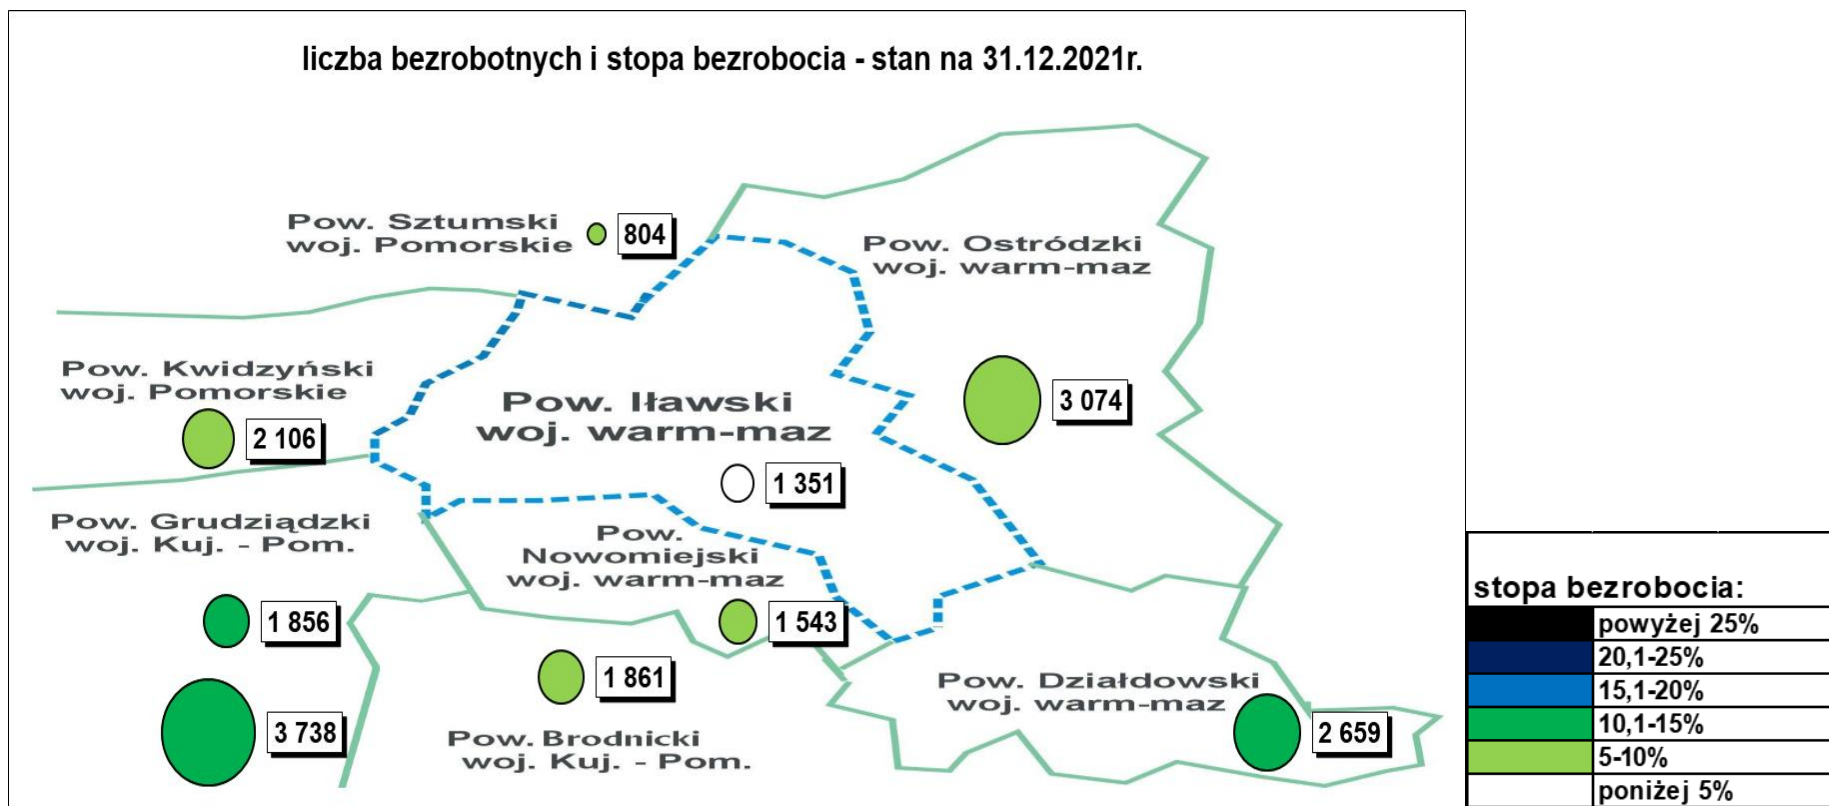 liczba bezrobotnych i stopa bezrobocia - stan na 31.12.2021r.
Pow. Sztumski
woj. Pomorskie
804
Pow. Ostródzki
woj. warm-maz
Pow. Kwidzyński
woj. Pomorskie
2 106
Pow. Iławski
woj. warm-maz
3 074
1 351
Pow. Grudziądzki
woj. Kuj. - Pom.
Pow.
Nowomiejski
woj. warm-maz
1 856
1 543
1 861
3 738
Pow. Brodnicki
woj. Kuj. - Pom.
Pow. Działdowski
woj. warm-maz
2 659
stopa bezrobocia:
powyżej 25%
20,1-25%
15,1-20%
10,1-15%
5-10%
poniżej 5%